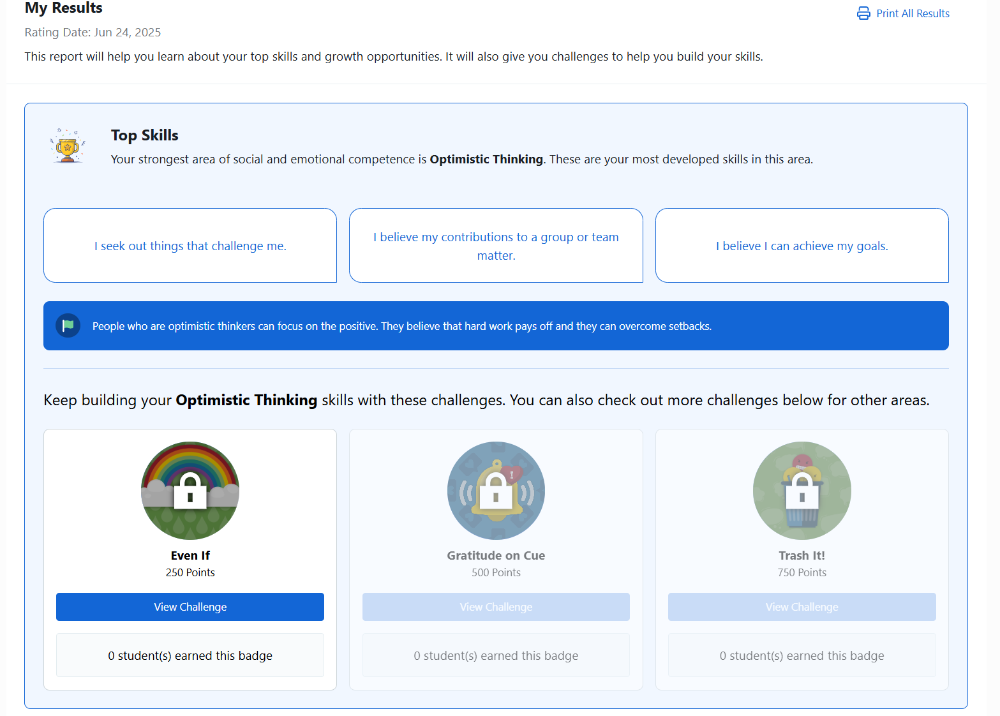 My Results
Print All Results
Rating Date: Jun 24, 2025
This report will help you learn about your top skills and growth opportunities. It will also give you challenges to help you build your skills.
Top Skills
Your strongest area of social and emotional competence is Optimistic Thinking. These are your most developed skills in this area.
I seek out things that challenge me.
I believe my contributions to a group or team
matter.
I believe I can achieve my goals.
People who are optimistic thinkers can focus on the positive. They believe that hard work pays off and they can overcome setbacks.
Keep building your Optimistic Thinking skills with these challenges. You can also check out more challenges below for other areas.
Even If
250 Points
View Challenge
0 student(s) earned this badge
Gratitude on Cue
500 Points
View Challenge
0 student(s) earned this badge
Trash It!
750 Points
View Challenge
0 student(s) earned this badge